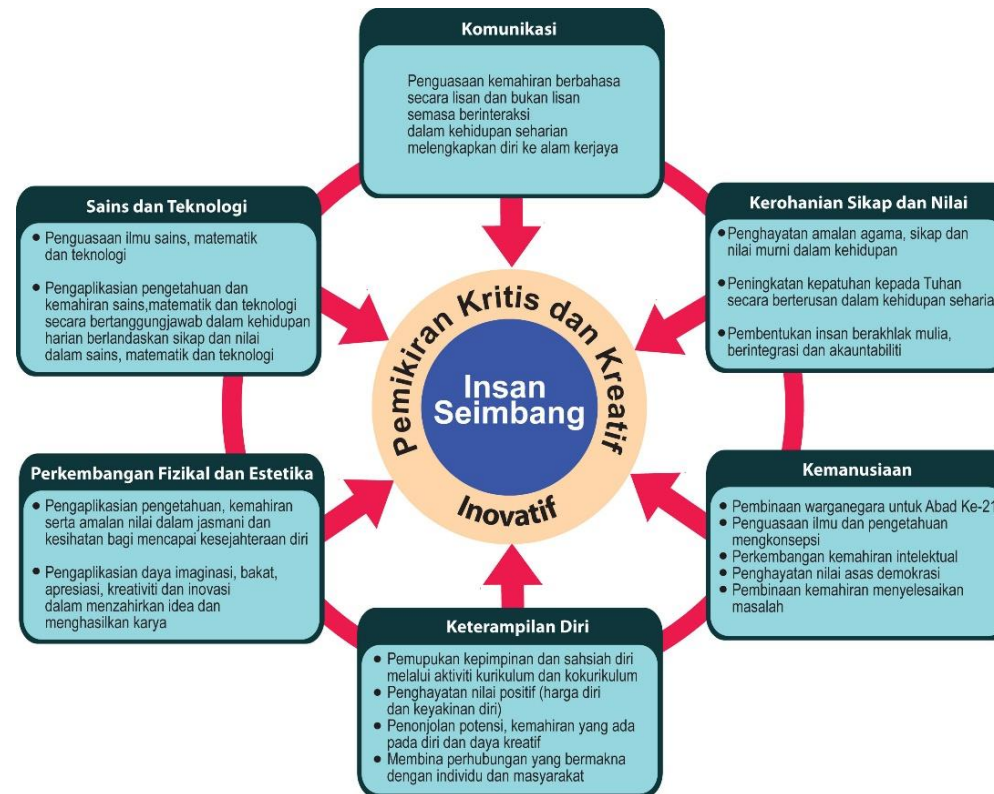 Komunikasi
Penguasaan kemahiran berbahasa
secara lisan dan bukan lisan
semasa berinteraksi
dalam kehidupan seharian
melengkapkan diri ke alam kerjaya
Sains dan Teknologi
● Penguasaan ilmu sains, matematik
dan teknologi
● Pengaplikasian pengetahuan dan
kemahiran sains,matematik dan teknologi
secara bertanggungjawab dalam kehidupan
harian berlandaskan sikap dan nilai
dalam sains, matematik dan teknologi
Kerohanian Sikap dan Nilai
● Penghayatan amalan agama, sikap dan
nilai murni dalam kehidupan
● Peningkatan kepatuhan kepada Tuhan
secara berterusan dalam kehidupan seharia
● Pembentukan insan berakhlak mulia,
berintegrasi dan akauntabiliti
Pemikiran Kritis dan Kreatif
Insan
Seimbang
Inovatif
Perkembangan Fizikal dan Estetika
● Pengaplikasian pengetahuan, kemahiran
serta amalan nilai dalam jasmani dan
kesihatan bagi mencapai kesejahteraan diri
● Pengaplikasian daya imaginasi, bakat,
apresiasi, kreativiti dan inovasi
dalam menzahirkan idea dan
menghasilkan karya
Kemanusiaan
● Pembinaan warganegara untuk Abad Ke-21
● Penguasaan ilmu dan pengetahuan
mengkonsepsi
● Perkembangan kemahiran intelektual
● Penghayatan nilai asas demokrasi
● Pembinaan kemahiran menyelesaikan
masalah
Keterampilan Diri
● Pemupukan kepimpinan dan sahsiah diri
melalui aktiviti kurikulum dan kokurikulum
● Penghayatan nilai positif (harga diri
dan keyakinan diri)
● Penonjolan potensi, kemahiran yang ada
pada diri dan daya kreatif
● Membina perhubungan yang bermakna
dengan individu dan masyarakat